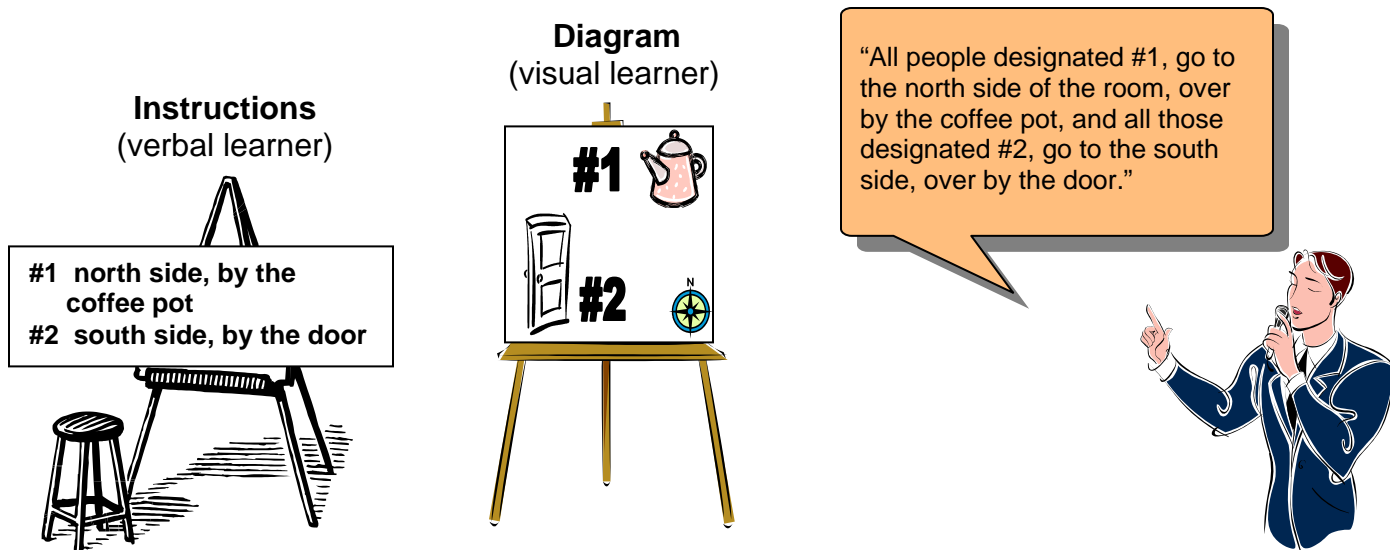 Instructions
(verbal learner)
#1 north side, by the
coffee pot
#2 south side, by the door
Diagram
(visual learner)
#1
#2
N
“All people designated #1, go to
the north side of the room, over
by the coffee pot, and all those
designated #2, go to the south
side, over by the door.”